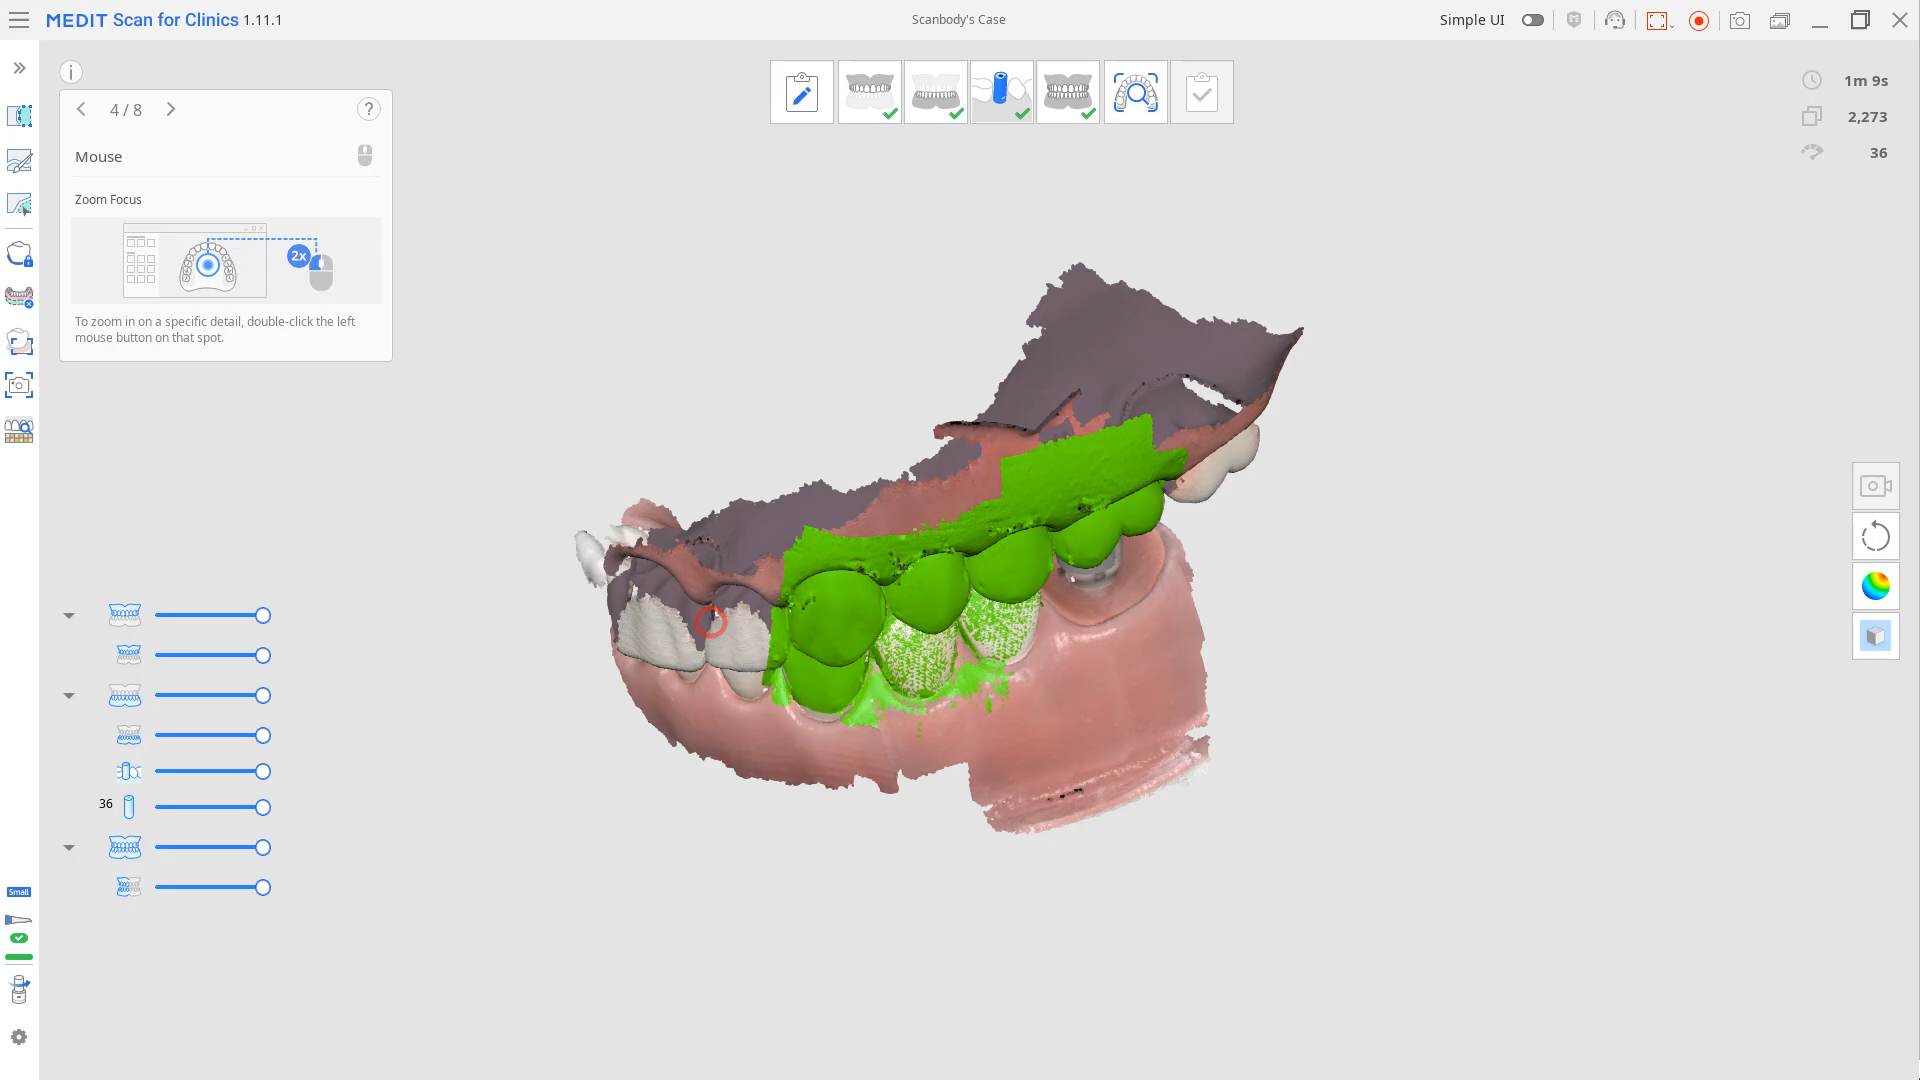 MEDIT Scan for Clinics 1.11.1
Scanbody's Case
Simple UI
i
4 / 8
?
Mouse
Zoom Focus
2x
To zoom in on a specific detail, double-click the left
mouse button on that spot.
1m 9s
2,273
36
36
Small